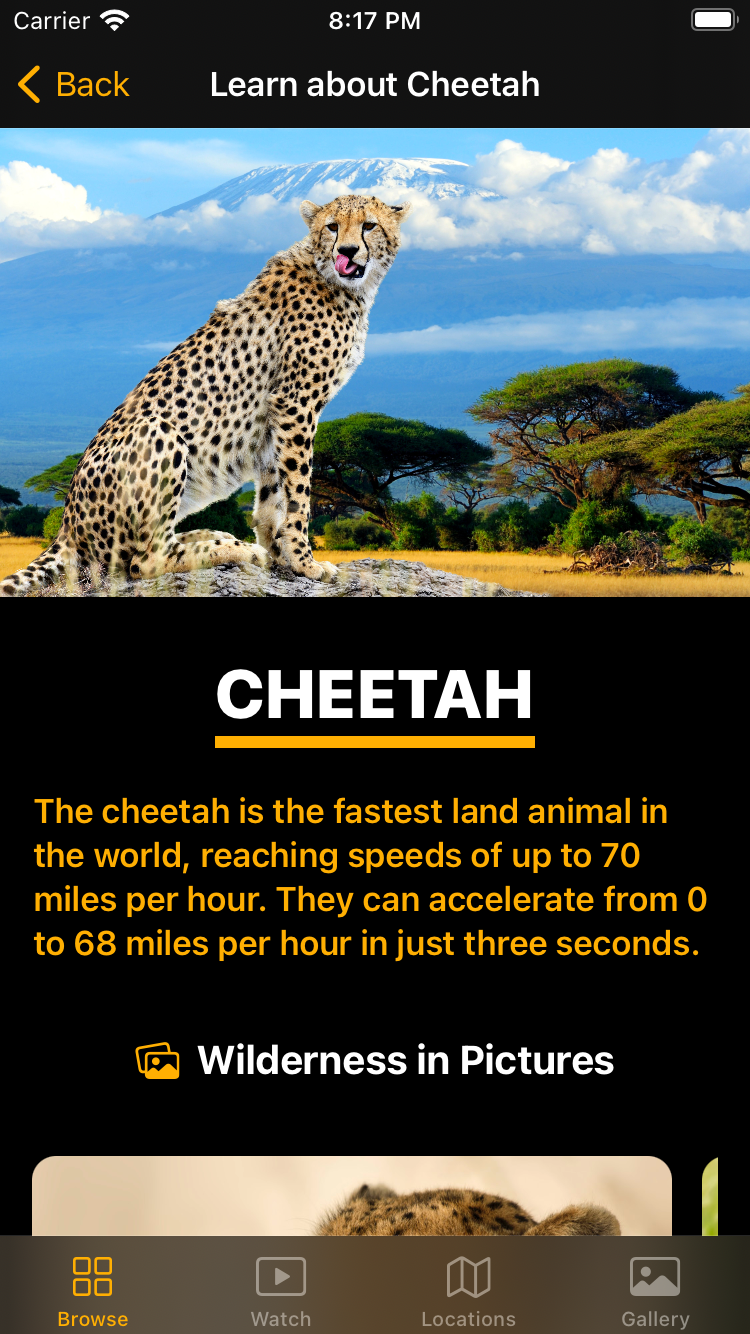 Carrier 8:17 PM
Back Learn about Cheetah
CHEETAH
The cheetah is the fastest land animal in
the world, reaching speeds of up to 70
miles per hour. They can accelerate from 0
to 68 miles per hour in just three seconds.
Wilderness in Pictures
Browse Watch Locations Gallery